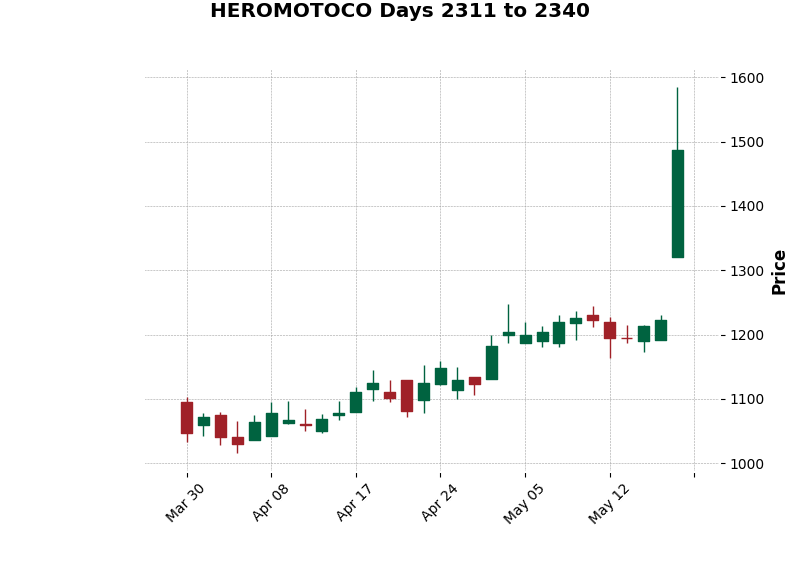 HEROMOTOCO Days 2311 to 2340
1600
1500
1400
1300
1200
1100
1000
Price
Mar 30
Apr 08
Apr 17
Apr 24
May 05
May 12